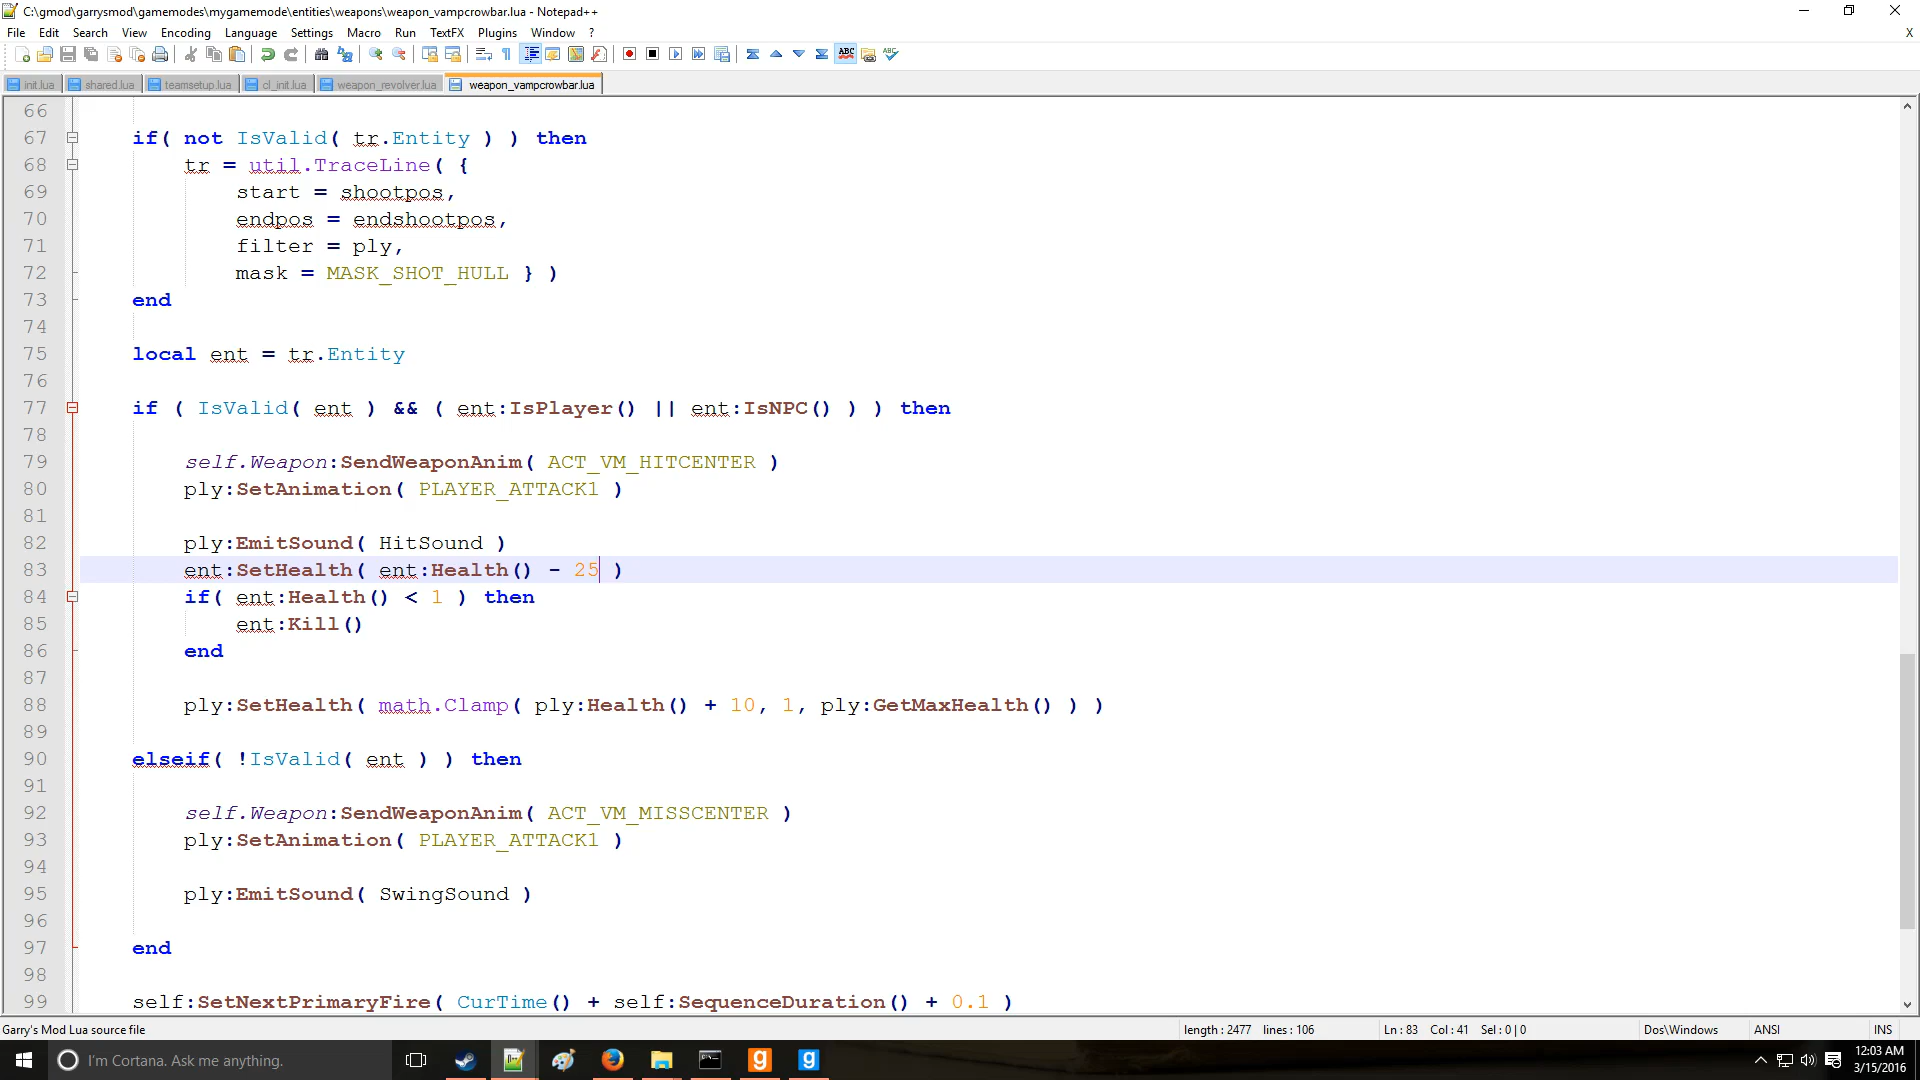 C:\gmod\garrysmod\gamemodes\mygamemode\entities\weapons\weapon_vampcrowbar.lua - Notepad++
File Edit Search View Encoding Language Settings Macro Run TextFX Plugins Window ? X
init.lua shared.lua teamsetup.lua cl_init.lua weapon_revolver.lua weapon_vampcrowbar.lua
66
67 if( not IsValid( tr.Entity ) ) then
68 tr = util.TraceLine( {
69 start = shootpos,
70 endpos = endshootpos,
71 filter = ply,
72 mask = MASK_SHOT_HULL } )
73 end
74
75 local ent = tr.Entity
76
77 if ( IsValid( ent ) && ( ent:IsPlayer() || ent:IsNPC() ) ) then
78
79 self.Weapon:SendWeaponAnim( ACT_VM_HITCENTER )
80 ply:SetAnimation( PLAYER_ATTACK1 )
81
82 ply:EmitSound( HitSound )
83 ent:SetHealth( ent:Health() - 25 )
84 if( ent:Health() < 1 ) then
85 ent:Kill()
86 end
87
88 ply:SetHealth( math.Clamp( ply:Health() + 10, 1, ply:GetMaxHealth() ) )
89
90 elseif( !IsValid( ent ) ) then
91
92 self.Weapon:SendWeaponAnim( ACT_VM_MISSCENTER )
93 ply:SetAnimation( PLAYER_ATTACK1 )
94
95 ply:EmitSound( SwingSound )
96
97 end
98
99 self:SetNextPrimaryFire( CurTime() + self:SequenceDuration() + 0.1 )
Garry's Mod Lua source file length : 2477 lines : 106 Ln : 83 Col : 41 Sel : 0 | 0 Dos\Windows ANSI INS
I'm Cortana. Ask me anything.
12:03 AM
3/15/2016